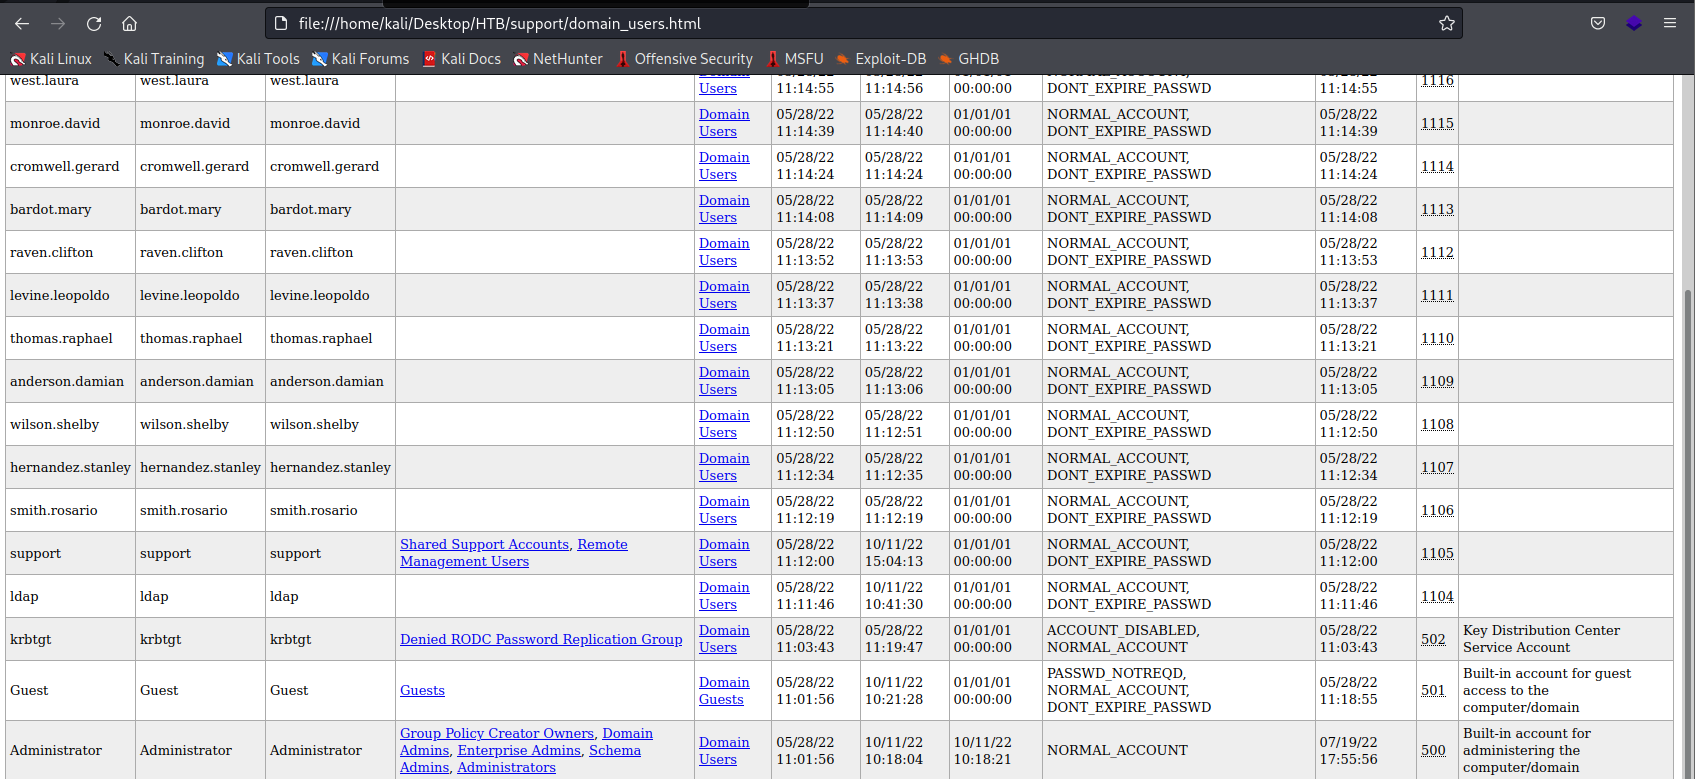 file:///home/kali/Desktop/HTB/support/domain_users.html
Kali Linux Kali Training Kali Tools Kali Forums Kali Docs NetHunter Offensive Security MSFU Exploit-DB GHDB
west.laura west.laura west.laura Users 11:14:55 11:14:56 00:00:00 DONT_EXPIRE_PASSWD 11:14:55 1116
monroe.david monroe.david monroe.david Domain Users 05/28/22 11:14:39 05/28/22 11:14:40 01/01/01 00:00:00 NORMAL_ACCOUNT, DONT_EXPIRE_PASSWD 05/28/22 11:14:39 1115
cromwell.gerard cromwell.gerard cromwell.gerard Domain Users 05/28/22 11:14:24 05/28/22 11:14:24 01/01/01 00:00:00 NORMAL_ACCOUNT, DONT_EXPIRE_PASSWD 05/28/22 11:14:24 1114
bardot.mary bardot.mary bardot.mary Domain Users 05/28/22 11:14:08 05/28/22 11:14:09 01/01/01 00:00:00 NORMAL_ACCOUNT, DONT_EXPIRE_PASSWD 05/28/22 11:14:08 1113
raven.clifton raven.clifton raven.clifton Domain Users 05/28/22 11:13:52 05/28/22 11:13:53 01/01/01 00:00:00 NORMAL_ACCOUNT, DONT_EXPIRE_PASSWD 05/28/22 11:13:53 1112
levine.leopoldo levine.leopoldo levine.leopoldo Domain Users 05/28/22 11:13:37 05/28/22 11:13:38 01/01/01 00:00:00 NORMAL_ACCOUNT, DONT_EXPIRE_PASSWD 05/28/22 11:13:37 1111
thomas.raphael thomas.raphael thomas.raphael Domain Users 05/28/22 11:13:21 05/28/22 11:13:22 01/01/01 00:00:00 NORMAL_ACCOUNT, DONT_EXPIRE_PASSWD 05/28/22 11:13:21 1110
anderson.damian anderson.damian anderson.damian Domain Users 05/28/22 11:13:05 05/28/22 11:13:06 01/01/01 00:00:00 NORMAL_ACCOUNT, DONT_EXPIRE_PASSWD 05/28/22 11:13:05 1109
wilson.shelby wilson.shelby wilson.shelby Domain Users 05/28/22 11:12:50 05/28/22 11:12:51 01/01/01 00:00:00 NORMAL_ACCOUNT, DONT_EXPIRE_PASSWD 05/28/22 11:12:50 1108
hernandez.stanley hernandez.stanley hernandez.stanley Domain Users 05/28/22 11:12:34 05/28/22 11:12:35 01/01/01 00:00:00 NORMAL_ACCOUNT, DONT_EXPIRE_PASSWD 05/28/22 11:12:34 1107
smith.rosario smith.rosario smith.rosario Domain Users 05/28/22 11:12:19 05/28/22 11:12:19 01/01/01 00:00:00 NORMAL_ACCOUNT, DONT_EXPIRE_PASSWD 05/28/22 11:12:19 1106
support support support Shared Support Accounts, Remote Management Users Domain Users 05/28/22 11:12:00 10/11/22 15:04:13 01/01/01 00:00:00 NORMAL_ACCOUNT, DONT_EXPIRE_PASSWD 05/28/22 11:12:00 1105
ldap ldap ldap Domain Users 05/28/22 11:11:46 10/11/22 10:41:30 01/01/01 00:00:00 NORMAL_ACCOUNT, DONT_EXPIRE_PASSWD 05/28/22 11:11:46 1104
krbtgt krbtgt krbtgt Denied RODC Password Replication Group Domain Users 05/28/22 11:03:43 05/28/22 11:19:47 01/01/01 00:00:00 ACCOUNT_DISABLED, NORMAL_ACCOUNT 05/28/22 11:03:43 502 Key Distribution Center Service Account
Guest Guest Guest Guests Domain Guests 05/28/22 11:01:56 10/11/22 10:21:28 01/01/01 00:00:00 PASSWD_NOTREQD, NORMAL_ACCOUNT, DONT_EXPIRE_PASSWD 05/28/22 11:18:55 501 Built-in account for guest access to the computer/domain
Administrator Administrator Administrator Group Policy Creator Owners, Domain Admins, Enterprise Admins, Schema Admins, Administrators Domain Users 05/28/22 11:01:56 10/11/22 10:18:04 10/11/22 10:18:21 NORMAL_ACCOUNT 07/19/22 17:55:56 500 Built-in account for administering the computer/domain